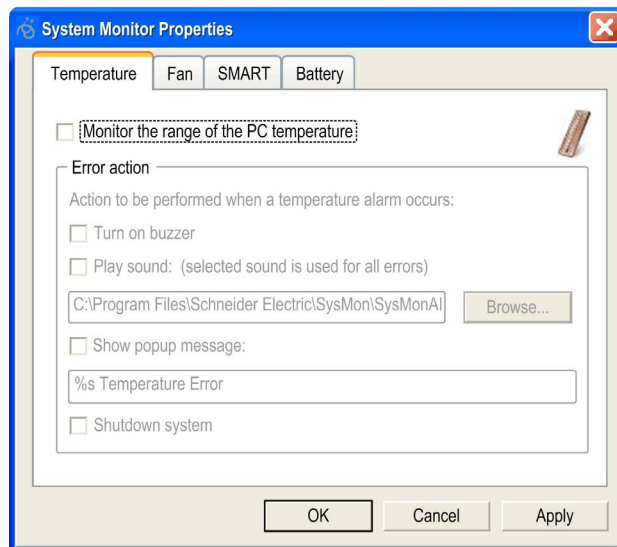 System Monitor Properties
Temperature Fan SMART Battery
Monitor the range of the PC temperature
Error action
Action to be performed when a temperature alarm occurs:
Turn on buzzer
Play sound: (selected sound is used for all errors)
C:\Program Files\Schneider Electric\SysMon\SysMonAl Browse...
Show popup message:
%s Temperature Error
Shutdown system
OK Cancel Apply